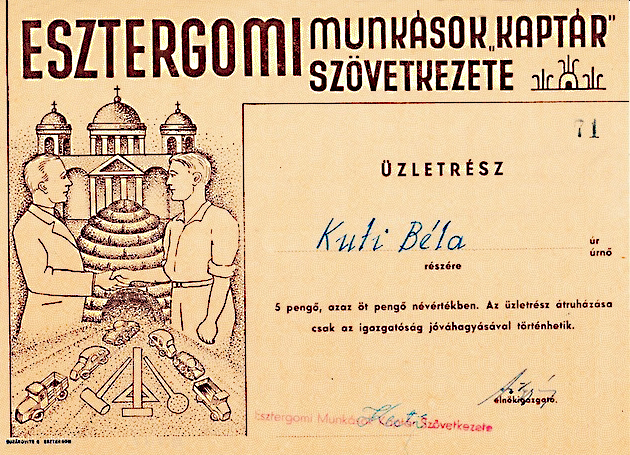 ESZTERGOMI MUNKÁSOK „KAPTÁR”
SZÖVETKEZETE
71
ÜZLETRÉSZ
Kuti Béla
úr
úrnő
részére
5 pengő, azaz öt pengő névértékben. Az üzletrész átruházása
csak az igazgatóság jóváhagyásával történhetik.
elnökigazgató.
Esztergomi Munkások Kaptár Szövetkezete
ESZTERGOM